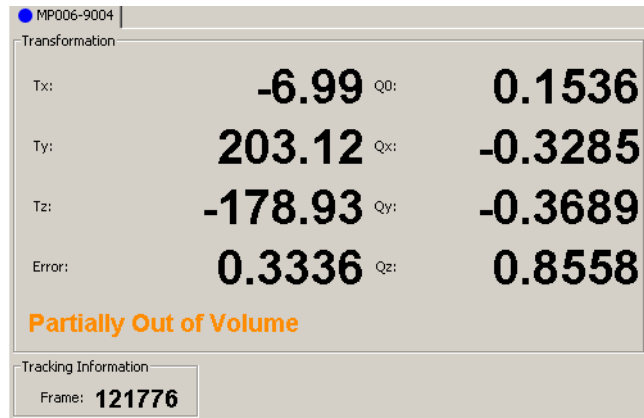 MP006-9004
Transformation
Tx: -6.99 Q0: 0.1536
Ty: 203.12 Qx: -0.3285
Tz: -178.93 Qy: -0.3689
Error: 0.3336 Qz: 0.8558
Partially Out of Volume
Tracking Information
Frame: 121776